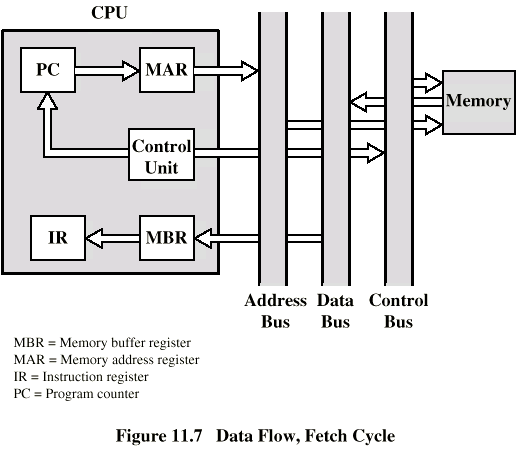 CPU
PC
MAR
Memory
Control
Unit
IR
MBR
Address Data Control
Bus Bus Bus
MBR = Memory buffer register
MAR = Memory address register
IR = Instruction register
PC = Program counter
Figure 11.7 Data Flow, Fetch Cycle